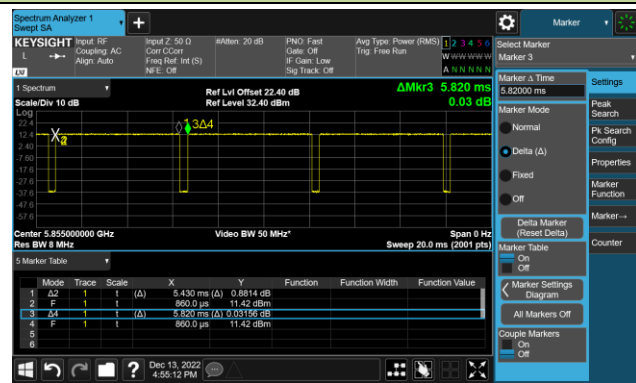 Spectrum Analyzer 1
Swept SA
Marker
KEYSIGHT Input: RF Input Z: 50 Ω #Atten: 20 dB PNO: Fast Avg Type: Power (RMS) 1 2 3 4 5 6
L Coupling: AC Corr CCorr Gate: Off Trig: Free Run W W W W W W
Align: Auto Freq Ref: Int (S) IF Gain: Low A N N N N N
NFE: Off Sig Track: Off
LXI
Select Marker
Marker 3
1 Spectrum
Ref Lvl Offset 22.40 dB
ΔMkr3 5.820 ms
Scale/Div 10 dB
Ref Level 32.40 dBm
0.03 dB
Log
22.4
12.4
2.40
-7.60
-17.6
-27.6
-37.6
-47.6
-57.6
1 3Δ4
Center 5.855000000 GHz
Video BW 50 MHz*
Span 0 Hz
Res BW 8 MHz
Sweep 20.0 ms (2001 pts)
5 Marker Table
Mode Trace Scale X Y Function Function Width Function Value
1 Δ2 1 t (Δ) 5.430 ms (Δ) 0.8814 dB
2 F 1 t 860.0 µs 11.42 dBm
3 Δ4 1 t (Δ) 5.820 ms (Δ) 0.03156 dB
4 F 1 t 860.0 µs 11.42 dBm
5
6
Dec 13, 2022
4:55:12 PM
Marker Δ Time
5.82000 ms
Marker Mode
Normal
Delta (Δ)
Fixed
Off
Delta Marker
(Reset Delta)
Marker Table
On
Off
Marker Settings
Diagram
All Markers Off
Couple Markers
On
Off
Settings
Peak
Search
Pk Search
Config
Properties
Marker
Function
Marker→
Counter